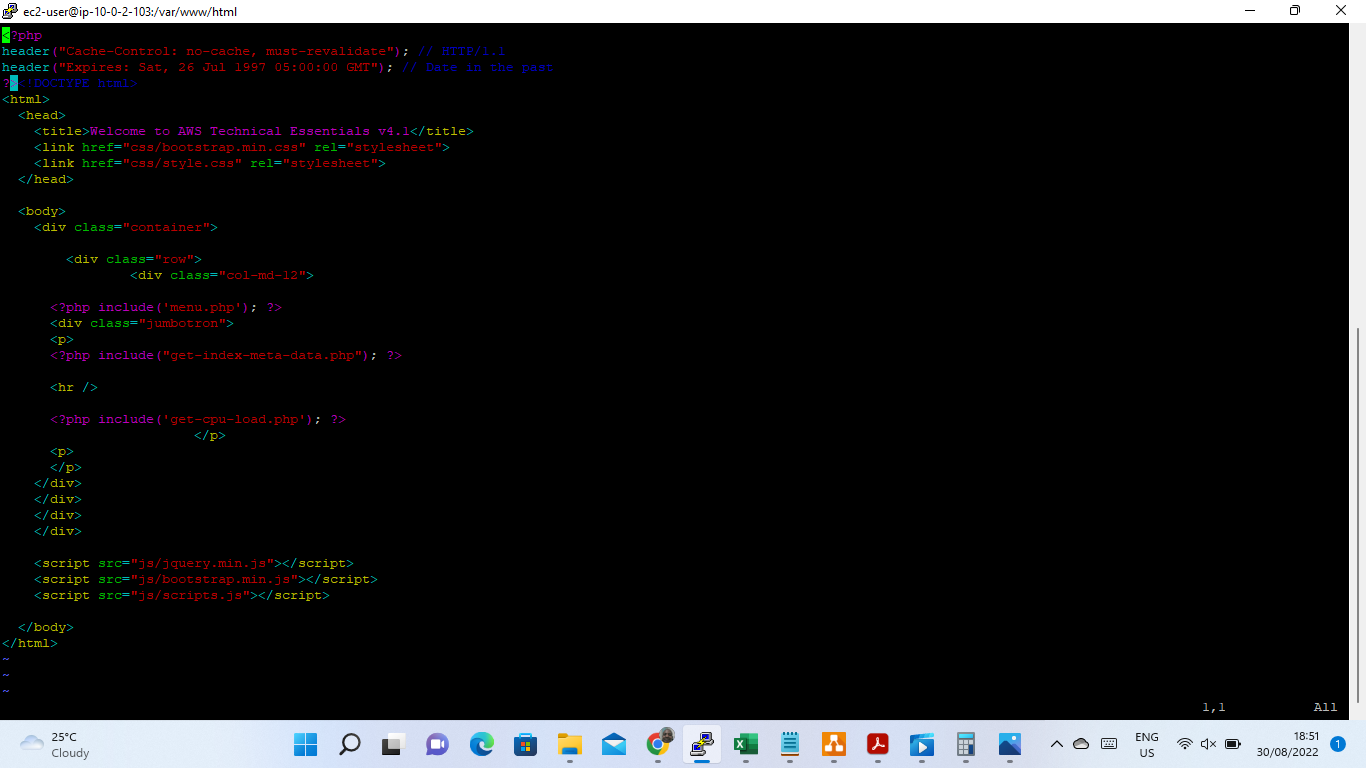 ec2-user@ip-10-0-2-103:/var/www/html
<?php
header("Cache-Control: no-cache, must-revalidate"); // HTTP/1.1
header("Expires: Sat, 26 Jul 1997 05:00:00 GMT"); // Date in the past
?><!DOCTYPE html>
<html>
  <head>
    <title>Welcome to AWS Technical Essentials v4.1</title>
    <link href="css/bootstrap.min.css" rel="stylesheet">
    <link href="css/style.css" rel="stylesheet">
  </head>
  <body>
    <div class="container">
        <div class="row">
                <div class="col-md-12">
      <?php include('menu.php'); ?>
      <div class="jumbotron">
      <p>
      <?php include("get-index-meta-data.php"); ?>
      <hr />
      <?php include('get-cpu-load.php'); ?>
                        </p>
      <p>
      </p>
    </div>
    </div>
    </div>
    </div>
    <script src="js/jquery.min.js"></script>
    <script src="js/bootstrap.min.js"></script>
    <script src="js/scripts.js"></script>
  </body>
</html>
~
~
~
1,1 All
25°C
Cloudy
ENG
US
18:51
30/08/2022
1